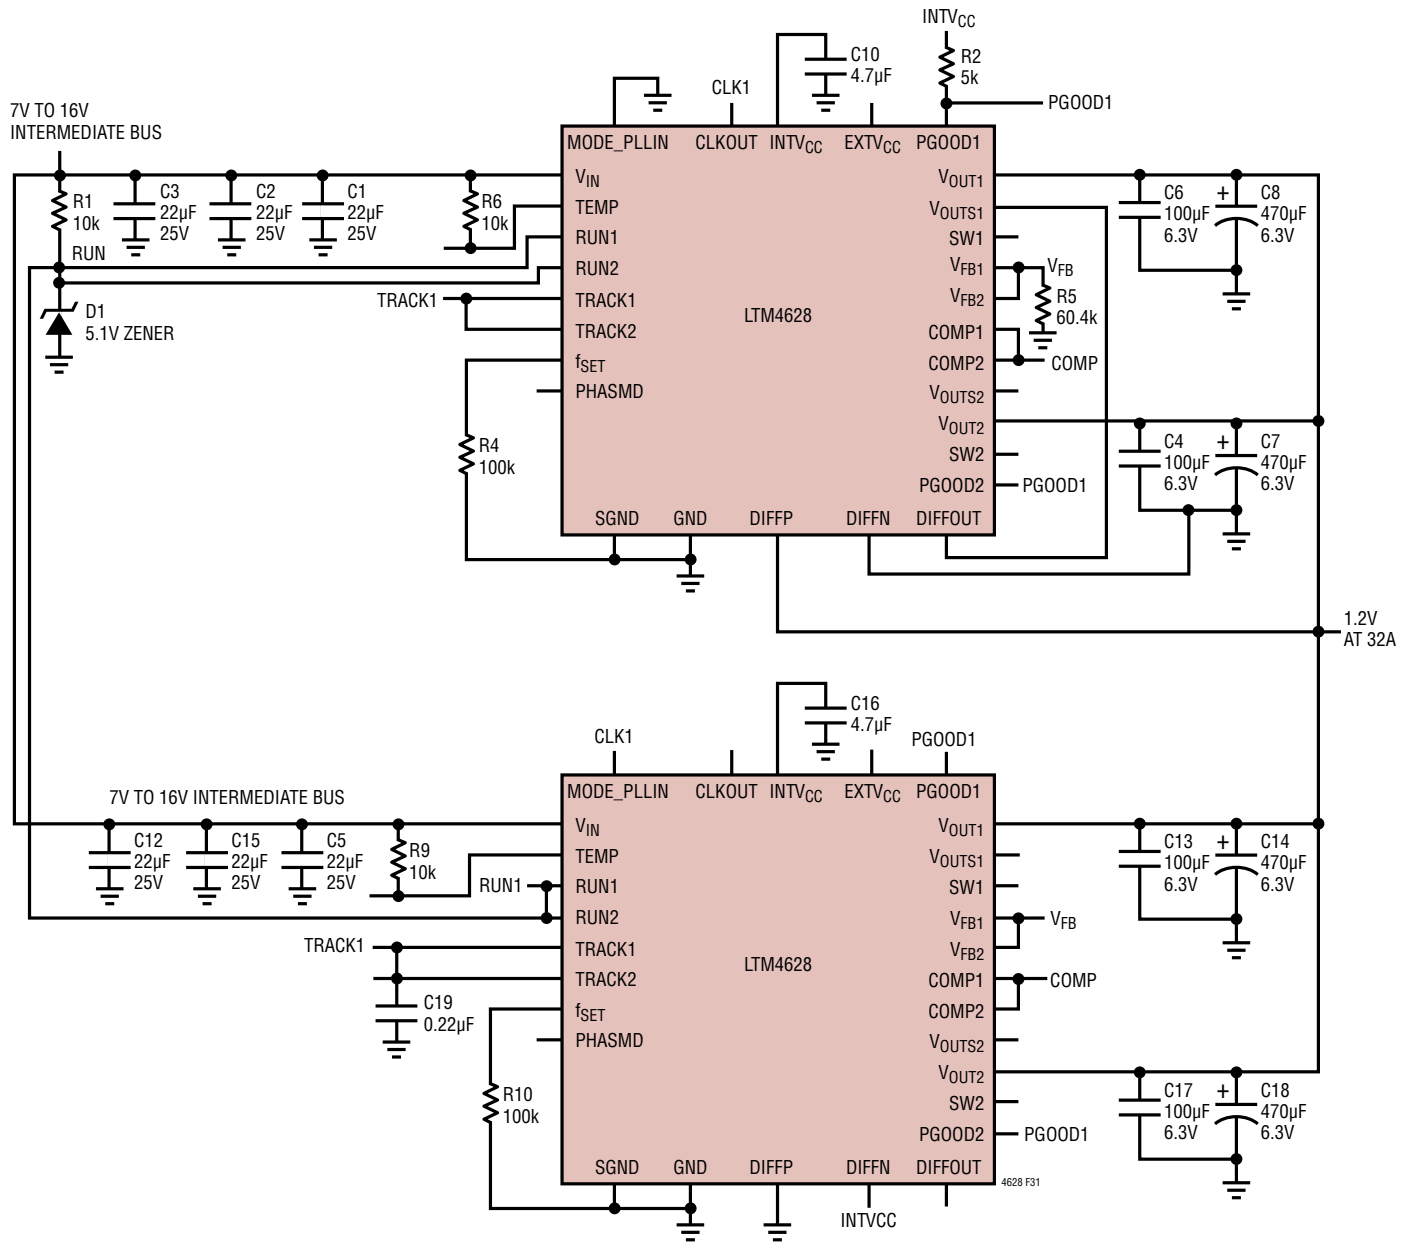 INTVCC
R2
5k
PGOOD1
C10
4.7µF
CLK1
7V TO 16V
INTERMEDIATE BUS
MODE_PLLIN
CLKOUT
INTVCC
EXTVCC
PGOOD1
R1
10k
C3
22µF
25V
C2
22µF
25V
C1
22µF
25V
R6
10k
RUN
D1
5.1V ZENER
TRACK1
R4
100k
VIN
TEMP
RUN1
RUN2
TRACK1
TRACK2
fSET
PHASMD
LTM4628
VOUT1
VOUTS1
SW1
VFB1
VFB2
COMP1
COMP2
VOUTS2
VOUT2
SW2
PGOOD2
SGND
GND
DIFFP
DIFFN
DIFFOUT
VFB
R5
60.4k
COMP
PGOOD1
C6
100µF
6.3V
+
C8
470µF
6.3V
C4
100µF
6.3V
+
C7
470µF
6.3V
1.2V
AT 32A
C16
4.7µF
CLK1
PGOOD1
7V TO 16V INTERMEDIATE BUS
MODE_PLLIN
CLKOUT
INTVCC
EXTVCC
PGOOD1
C12
22µF
25V
C15
22µF
25V
C5
22µF
25V
R9
10k
RUN1
TRACK1
C19
0.22µF
R10
100k
VIN
TEMP
RUN1
RUN2
TRACK1
TRACK2
fSET
PHASMD
LTM4628
VOUT1
VOUTS1
SW1
VFB1
VFB2
COMP1
COMP2
VOUTS2
VOUT2
SW2
PGOOD2
SGND
GND
DIFFP
DIFFN
DIFFOUT
VFB
COMP
PGOOD1
C13
100µF
6.3V
+
C14
470µF
6.3V
C17
100µF
6.3V
+
C18
470µF
6.3V
4628 F31
INTVCC